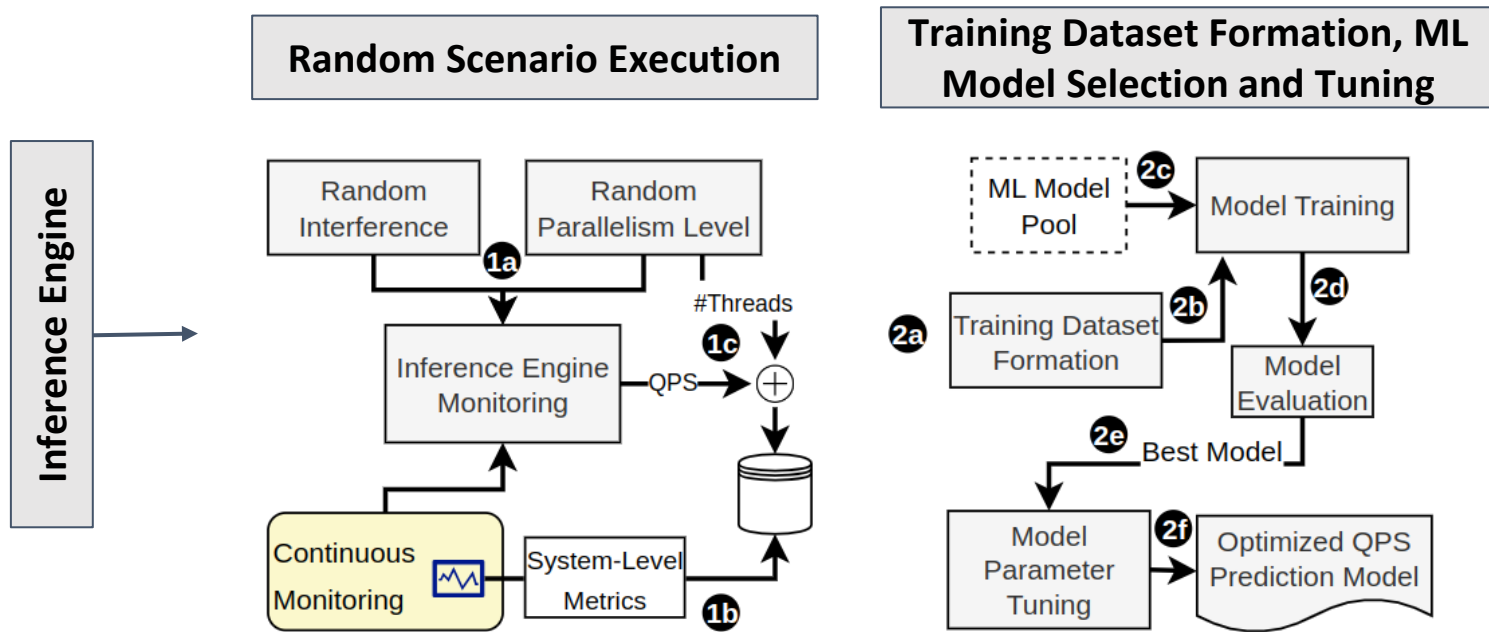 Random Scenario Execution
Training Dataset Formation, ML
Model Selection and Tuning
Inference Engine
Random
Interference
Random
Parallelism Level
1a
#Threads
1c
Inference Engine
Monitoring
QPS
Continuous
Monitoring
System-Level
Metrics
1b
ML Model
Pool
2c
Model Training
2a
Training Dataset
Formation
2b
2d
Model
Evaluation
2e
Best Model
Model
Parameter
Tuning
2f
Optimized QPS
Prediction Model